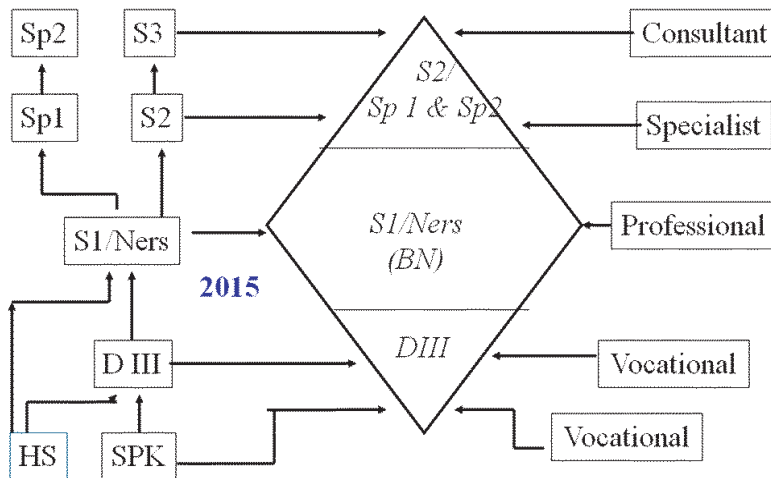 Sp2
S3
Consultant
S2/
Sp 1 & Sp2
Sp1
S2
Specialist
S1/Ners
S1/Ners
(BN)
Professional
2015
D III
DIII
Vocational
HS
SPK
Vocational